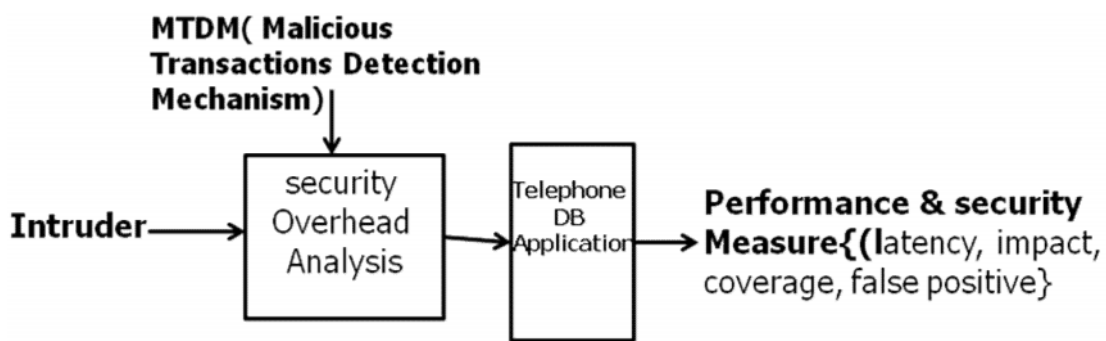 MTDM( Malicious
Transactions Detection
Mechanism)
Intruder
security
Overhead
Analysis
Telephone
DB
Application
Performance & security
Measure{(latency, impact,
coverage, false positive}